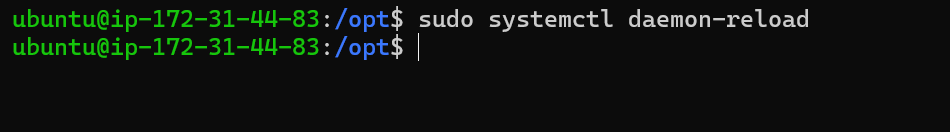 ubuntu@ip-172-31-44-83:/opt$ sudo systemctl daemon-reload
ubuntu@ip-172-31-44-83:/opt$